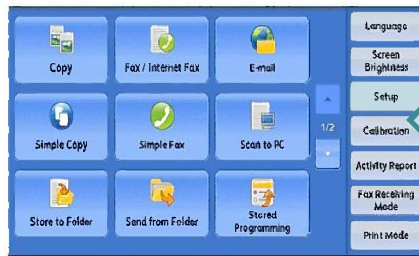 Copy
Fax / Internet Fax
E-mail
Simple Copy
Simple Fax
Scan to PC
Store to Folder
Send from Folder
Stored
Programming
1/2
Language
Screen
Brightness
Setup
Calibration
Activity Report
Fax Receiving
Mode
Print Mode